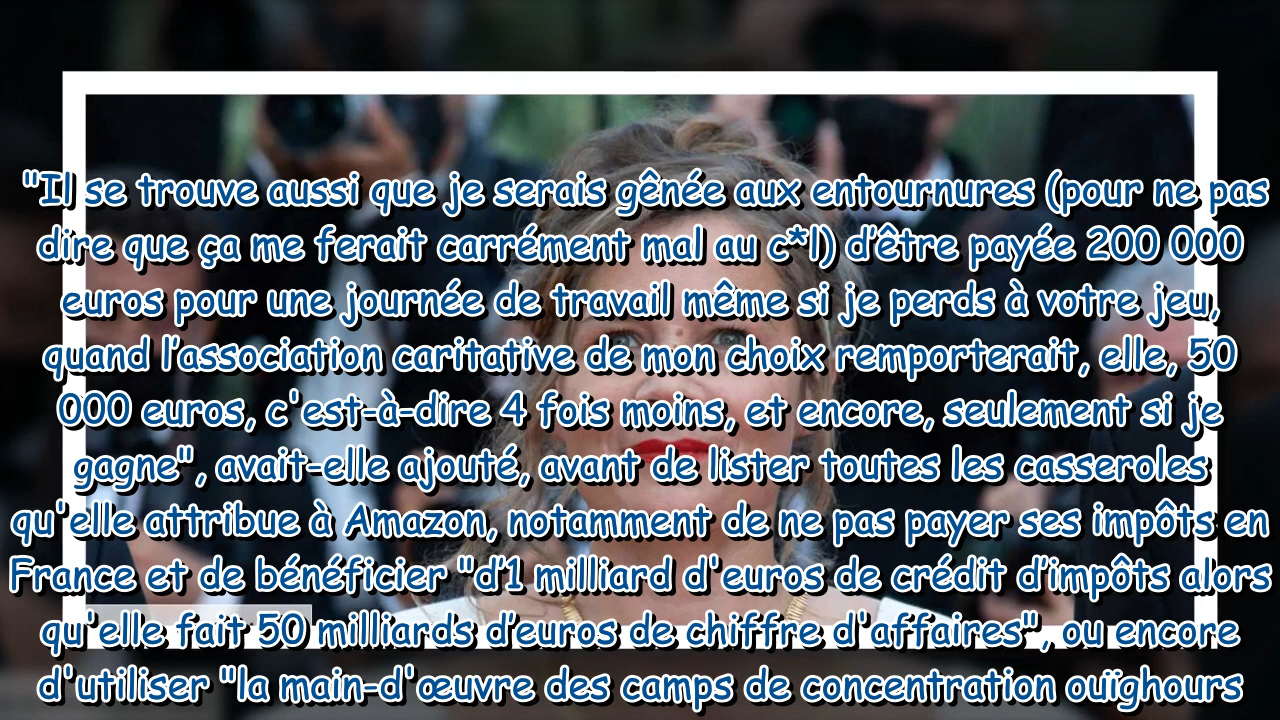 "Il se trouve aussi que je serais gênée aux entournures (pour ne pas
dire que ça me ferait carrément mal au c*l) d’être payée 200 000
euros pour une journée de travail même si je perds à votre jeu,
quand l’association caritative de mon choix remporterait, elle, 50
000 euros, c'est-à-dire 4 fois moins, et encore, seulement si je
gagne", avait-elle ajouté, avant de lister toutes les casseroles
qu'elle attribue à Amazon, notamment de ne pas payer ses impôts en
France et de bénéficier "d’1 milliard d'euros de crédit d’impôts alors
qu'elle fait 50 milliards d’euros de chiffre d'affaires", ou encore
d'utiliser "la main-d'œuvre des camps de concentration ouïghours